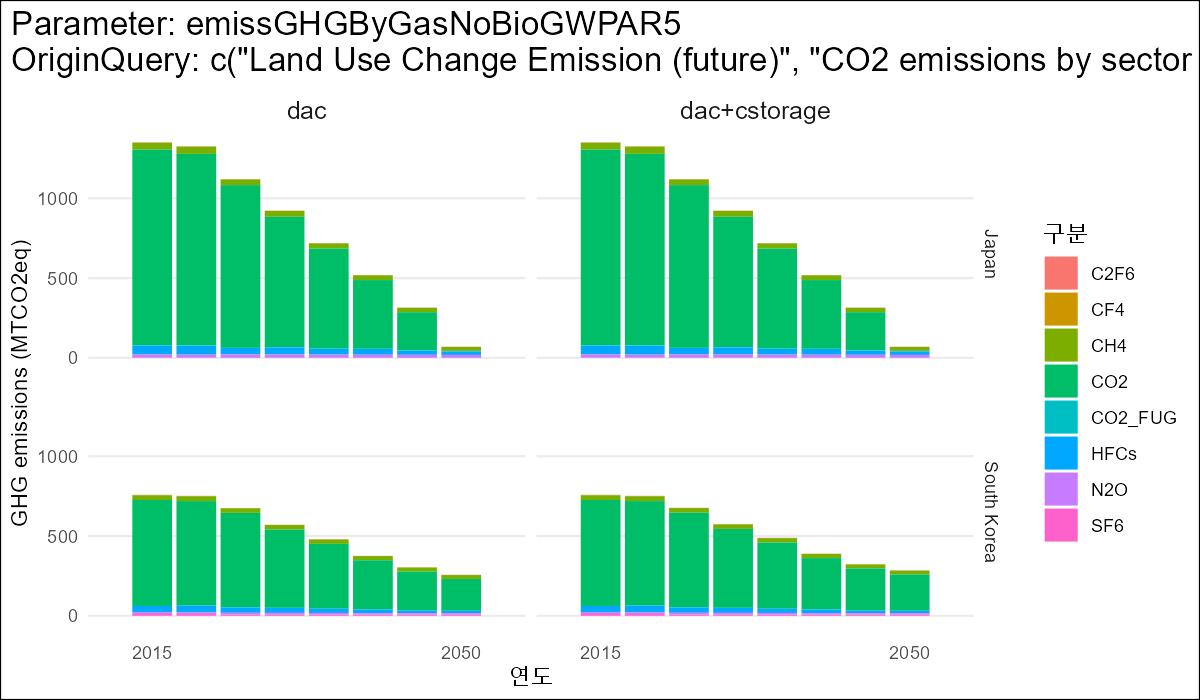 Parameter: emissGHGByGasNoBioGWPAR5
OriginQuery: c("Land Use Change Emission (future)", "CO2 emissions by sector
dac
dac+cstorage
GHG emissions (MTCO2eq)
1000
500
0
Japan
1000
500
0
South Korea
2015
2050
2015
2050
연도
구분
C2F6
CF4
CH4
CO2
CO2_FUG
HFCs
N2O
SF6